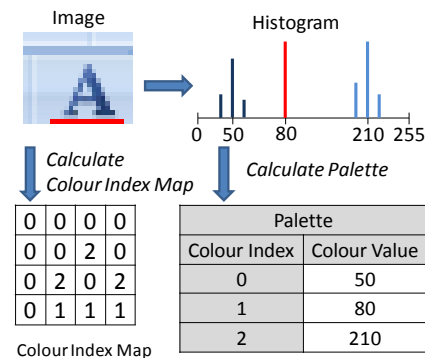 Image
Histogram
A
0 50 80 210 255
Calculate
Colour Index Map
Calculate Palette
0 0 0 0
0 0 2 0
0 2 0 2
0 1 1 1
Colour Index Map
Palette
Colour Index Colour Value
0 50
1 80
2 210